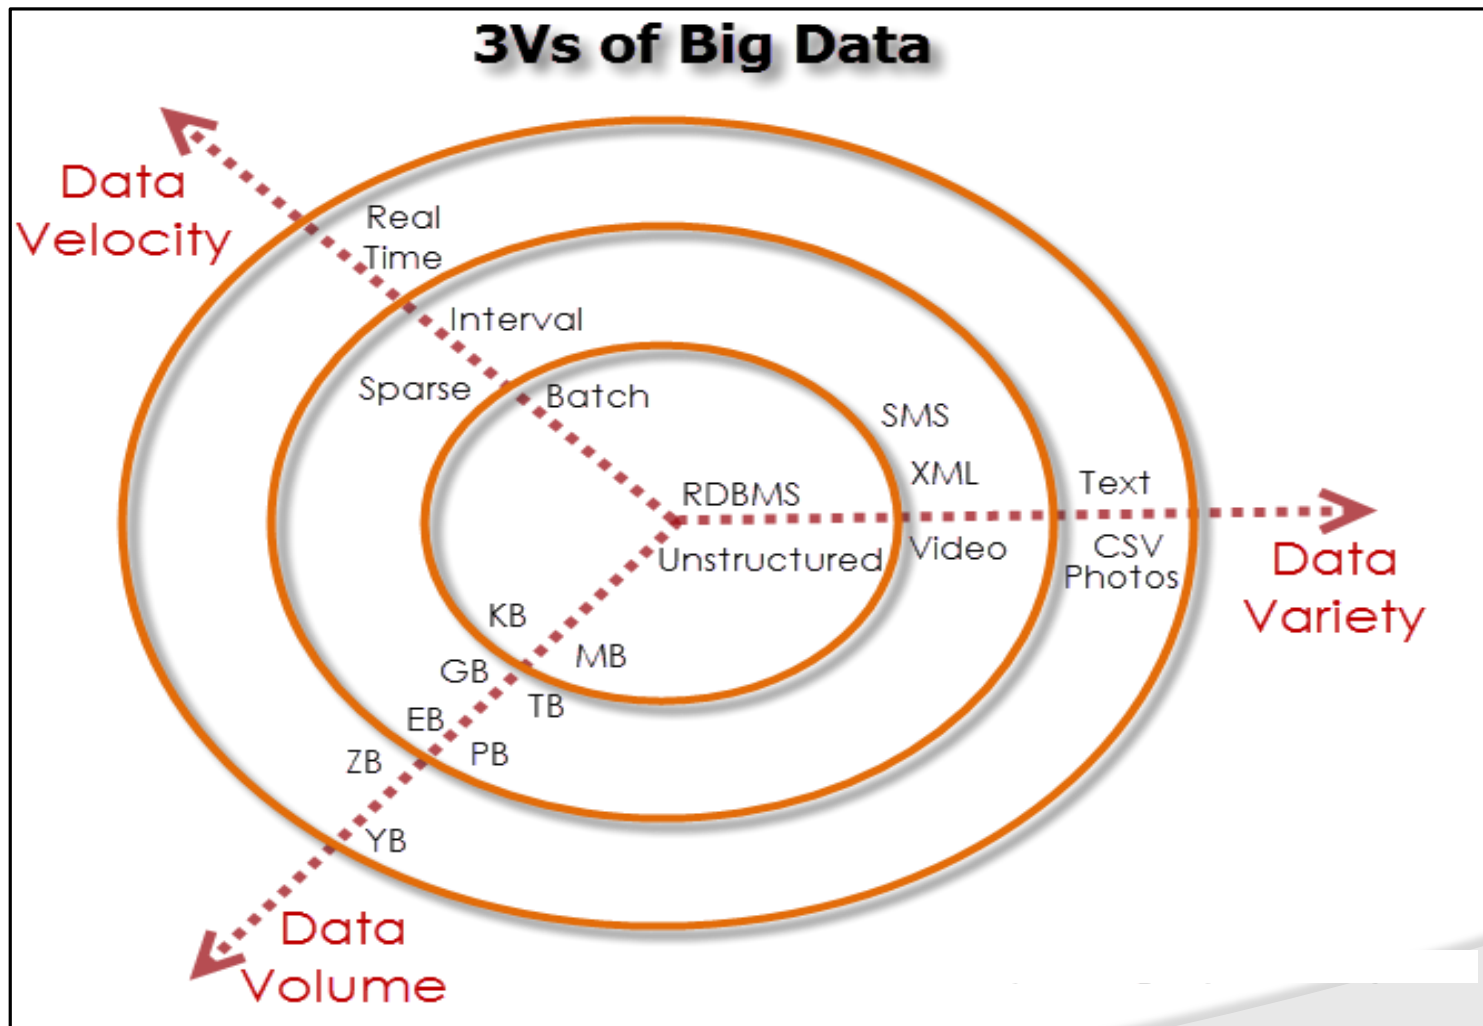 3Vs of Big Data
Data
Velocity
Real
Time
Interval
Sparse
Batch
SMS
XML
RDBMS
Text
Unstructured
Video
CSV
Photos
Data
Variety
KB
MB
GB
TB
EB
PB
ZB
YB
Data
Volume